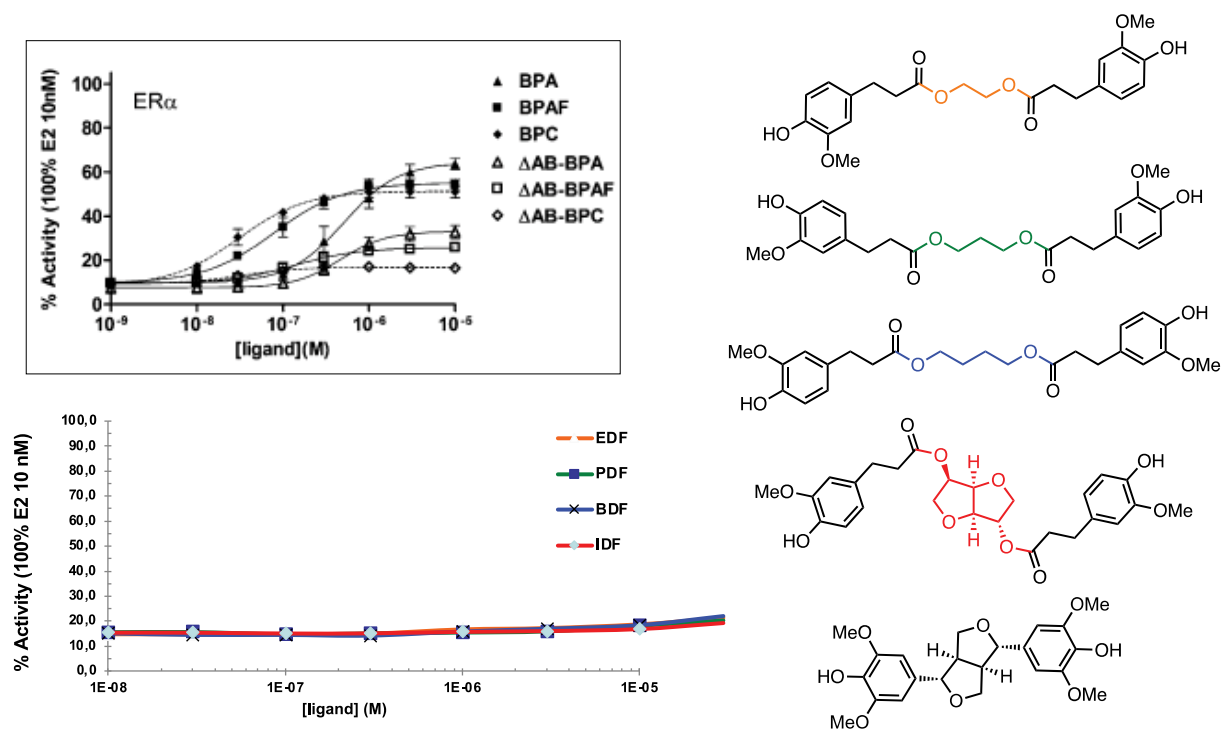 ERα
% Activity (100% E2 10nM)
100
80
60
40
20
0
10⁻⁹
10⁻⁸
10⁻⁷
10⁻⁶
10⁻⁵
[ligand](M)
BPA
BPAF
BPC
ΔAB-BPA
ΔAB-BPAF
ΔAB-BPC
% Activity (100% E2 10 nM)
100,0
90,0
80,0
70,0
60,0
50,0
40,0
30,0
20,0
10,0
0,0
1E-08
1E-07
1E-06
1E-05
[ligand] (M)
EDF
PDF
BDF
IDF
OMe
OH
O
O
O
O
HO
OMe
OMe
OH
OH
MeO
O
O
O
O
OH
O
MeO
O
O
O
OMe
HO
O
O
H
O
OH
MeO
O
H
OMe
HO
O
O
OMe
OMe
O
MeO
H
OH
HO
H
O
OMe
OMe